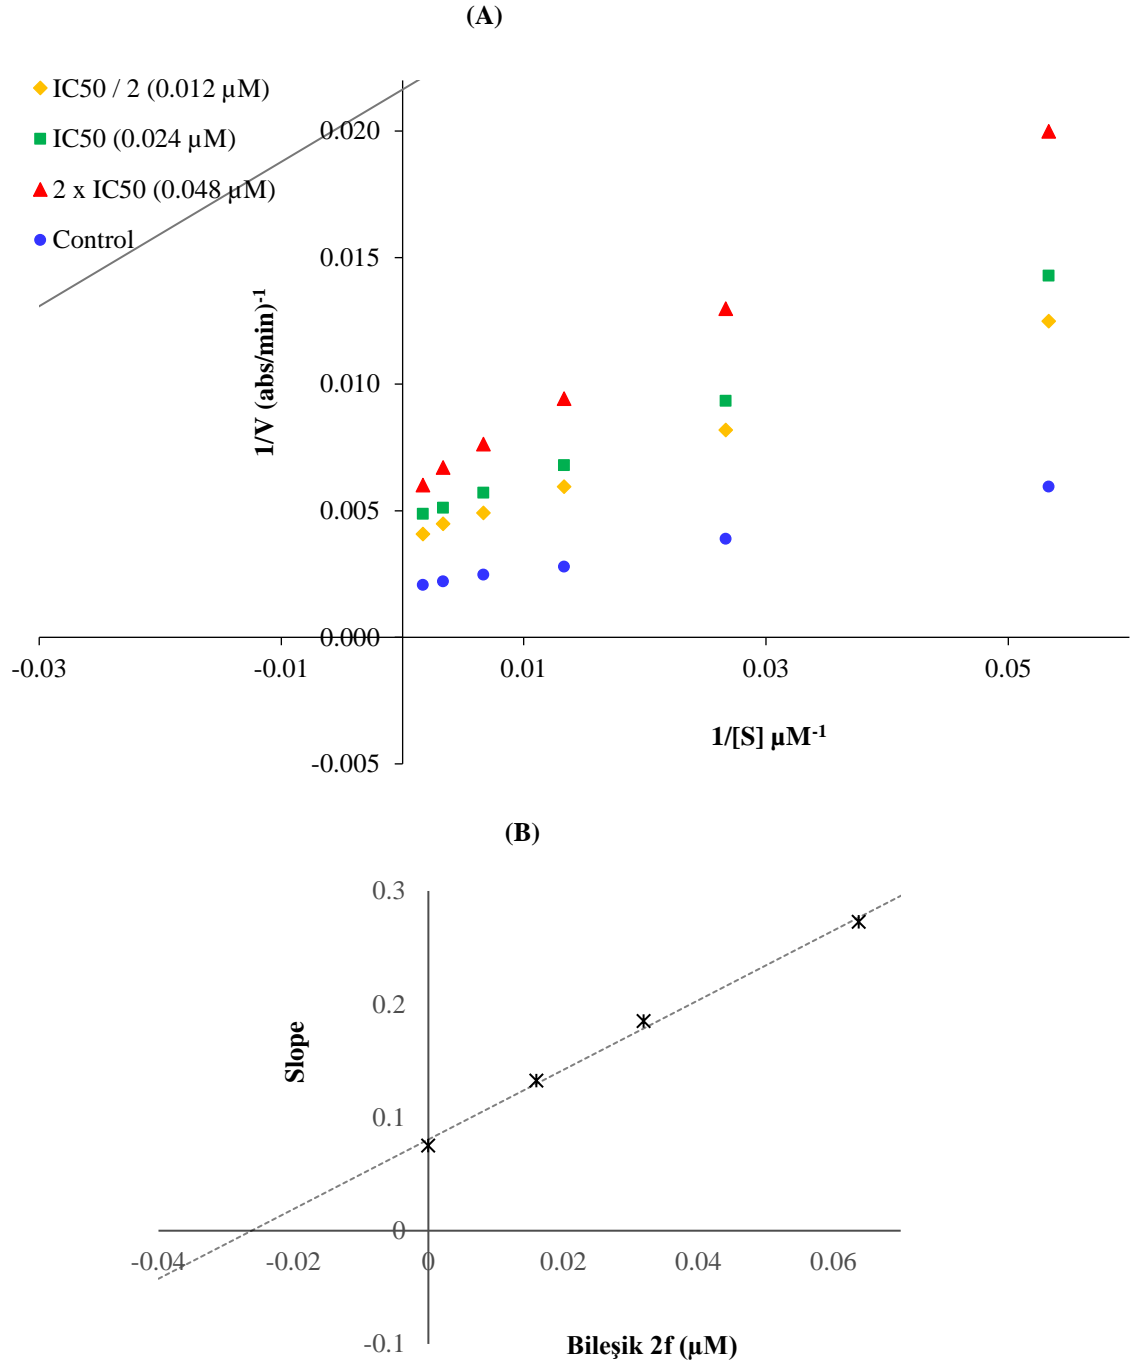 (A)
IC50 / 2 (0.012 µM)
IC50 (0.024 µM)
2 x IC50 (0.048 µM)
Control
0.020
0.015
0.010
0.005
0.000
-0.005
1/V (abs/min)⁻¹
-0.03
-0.01
0.01
0.03
0.05
1/[S] µM⁻¹
(B)
0.3
0.2
0.1
0
-0.1
Slope
-0.04
-0.02
0
0.02
0.04
0.06
Bileşik 2f (µM)